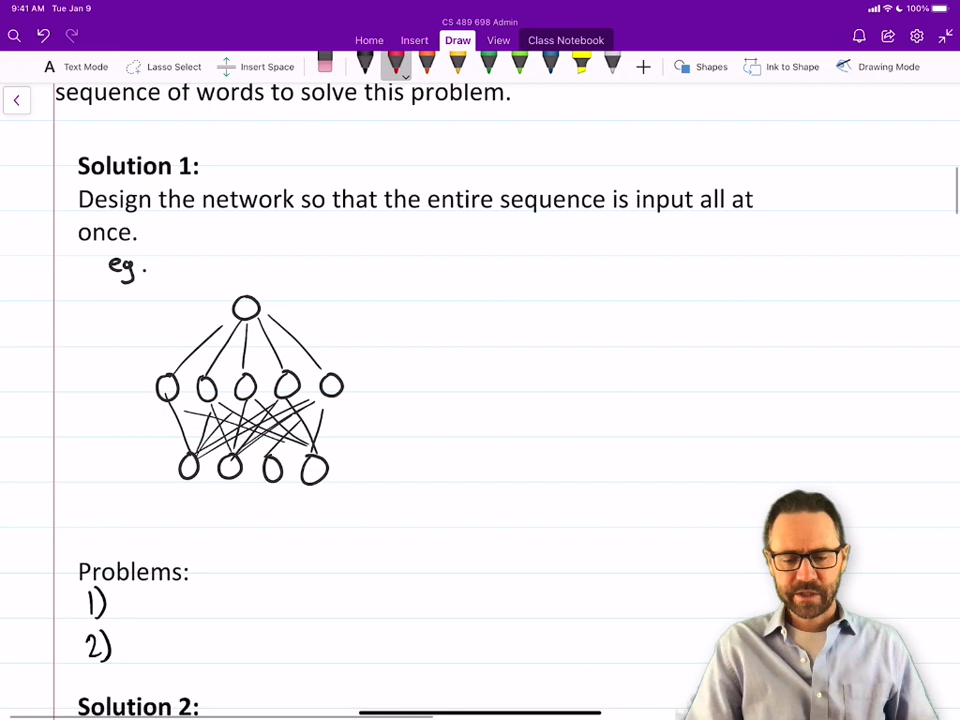 9:41 AM Tue Jan 9
100%
CS 489 698 Admin
Home Insert Draw View Class Notebook
A Text Mode Lasso Select Insert Space Shapes Ink to Shape Drawing Mode
sequence of words to solve this problem.
Solution 1:
Design the network so that the entire sequence is input all at
once.
eg.
Problems:
1)
2)
Solution 2: